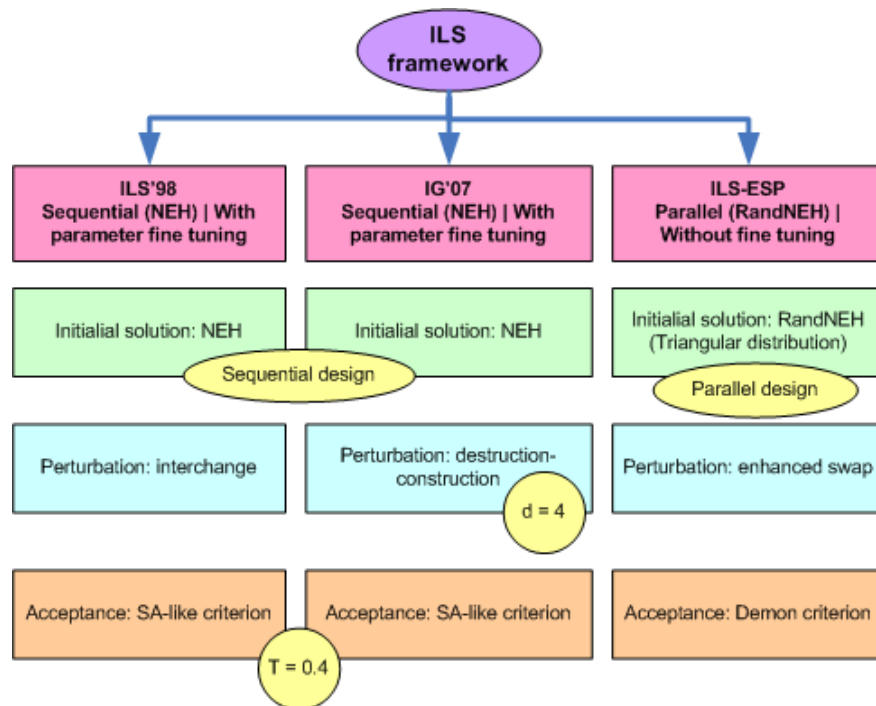 ILS
framework
ILS'98
Sequential (NEH) | With
parameter fine tuning
IG'07
Sequential (NEH) | With
parameter fine tuning
ILS-ESP
Parallel (RandNEH) |
Without fine tuning
Initialial solution: NEH
Initialial solution: NEH
Initialial solution: RandNEH
(Triangular distribution)
Sequential design
Parallel design
Perturbation: interchange
Perturbation: destruction-
construction
Perturbation: enhanced swap
d = 4
Acceptance: SA-like criterion
Acceptance: SA-like criterion
Acceptance: Demon criterion
T = 0.4